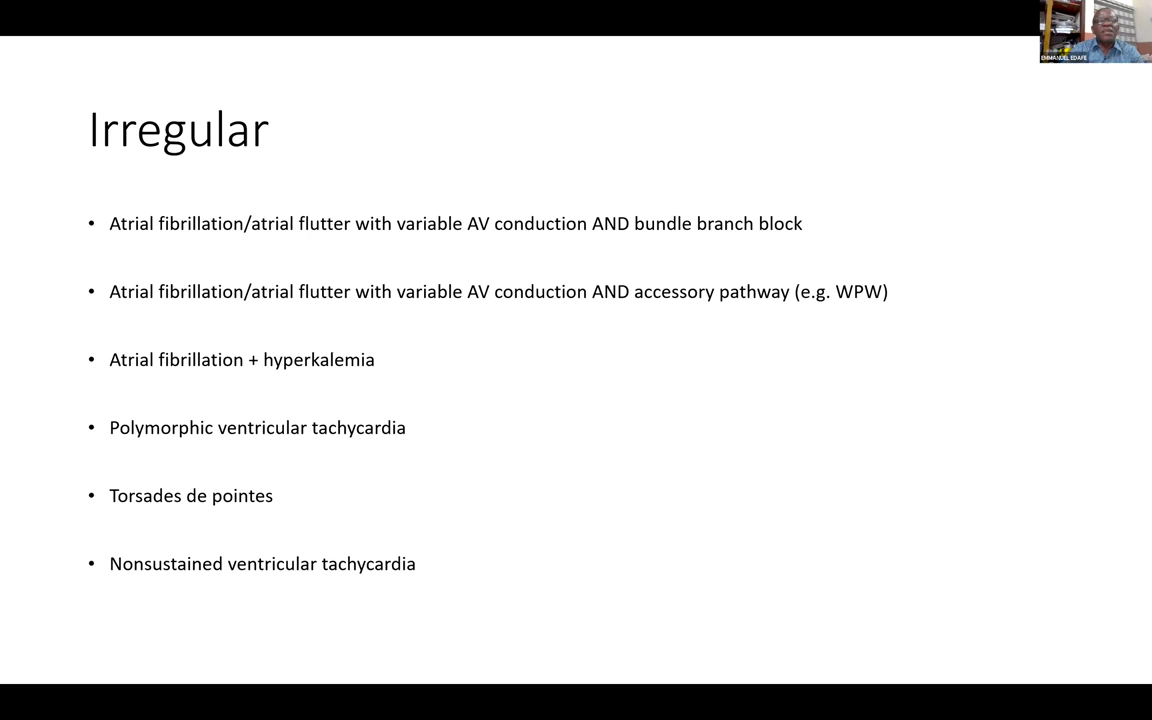 EMMANUEL EDAFE
Irregular
• Atrial fibrillation/atrial flutter with variable AV conduction AND bundle branch block
• Atrial fibrillation/atrial flutter with variable AV conduction AND accessory pathway (e.g. WPW)
• Atrial fibrillation + hyperkalemia
• Polymorphic ventricular tachycardia
• Torsades de pointes
• Nonsustained ventricular tachycardia